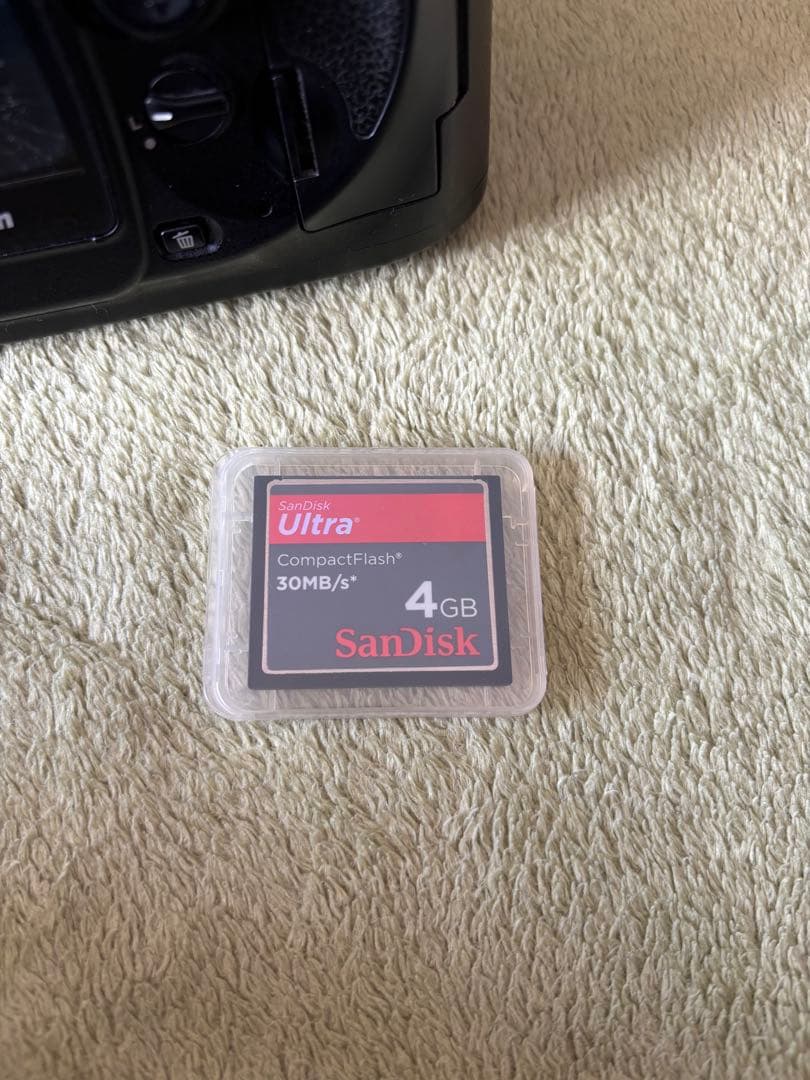 L
n
SanDisk
Ultra®
CompactFlash®
30MB/s*
4GB
SanDisk